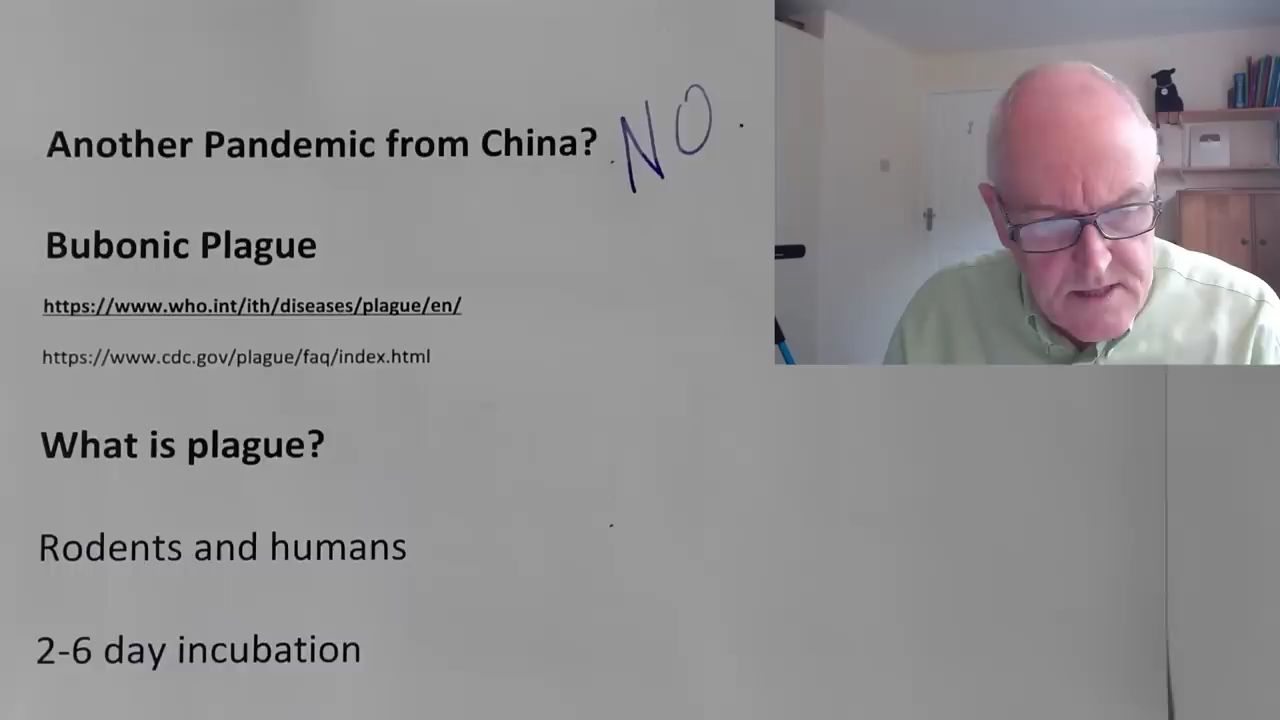 Another Pandemic from China? NO
Bubonic Plague
https://www.who.int/ith/diseases/plague/en/
https://www.cdc.gov/plague/faq/index.html
What is plague?
Rodents and humans
2-6 day incubation